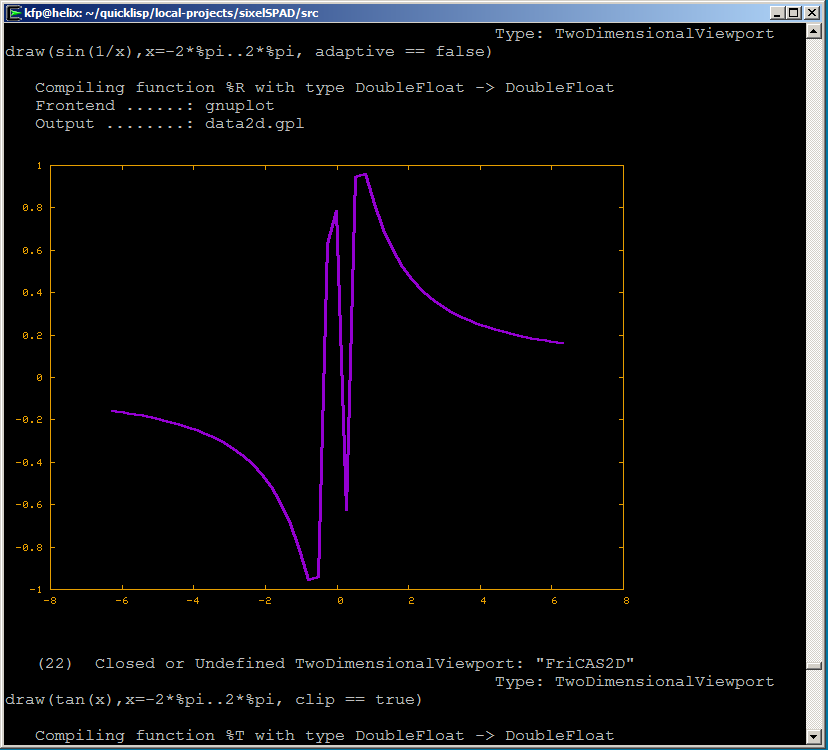 kfp@helix: ~/quicklisp/local-projects/sixelSPAD/src
Type: TwoDimensionalViewport
draw(sin(1/x),x=-2*%pi..2*%pi, adaptive == false)
Compiling function %R with type DoubleFloat -> DoubleFloat
Frontend ......: gnuplot
Output ........: data2d.gpl
1
0.8
0.6
0.4
0.2
0
-0.2
-0.4
-0.6
-0.8
-1
-8 -6 -4 -2 0 2 4 6 8
(22) Closed or Undefined TwoDimensionalViewport: "FriCAS2D"
Type: TwoDimensionalViewport
draw(tan(x),x=-2*%pi..2*%pi, clip == true)
Compiling function %T with type DoubleFloat -> DoubleFloat